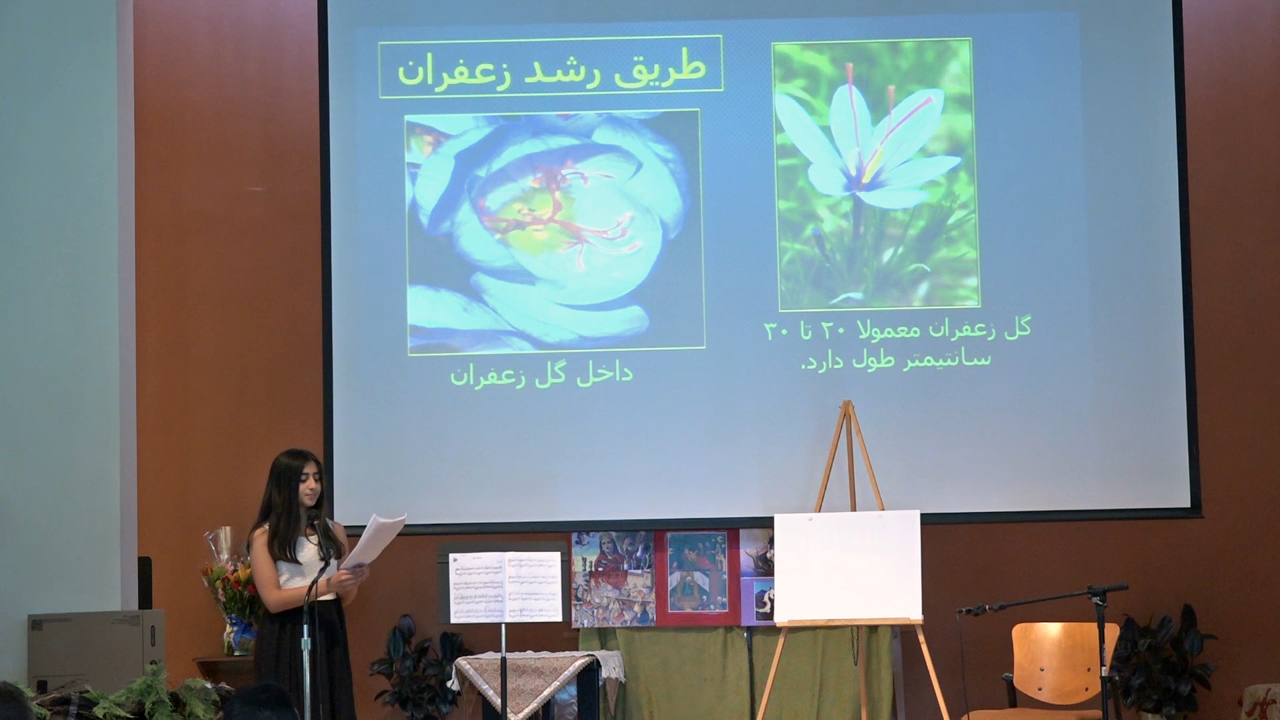 طریق رشد زعفران
داخل گل زعفران
گل زعفران معمولا ۲۰ تا ۳۰
سانتیمتر طول دارد.